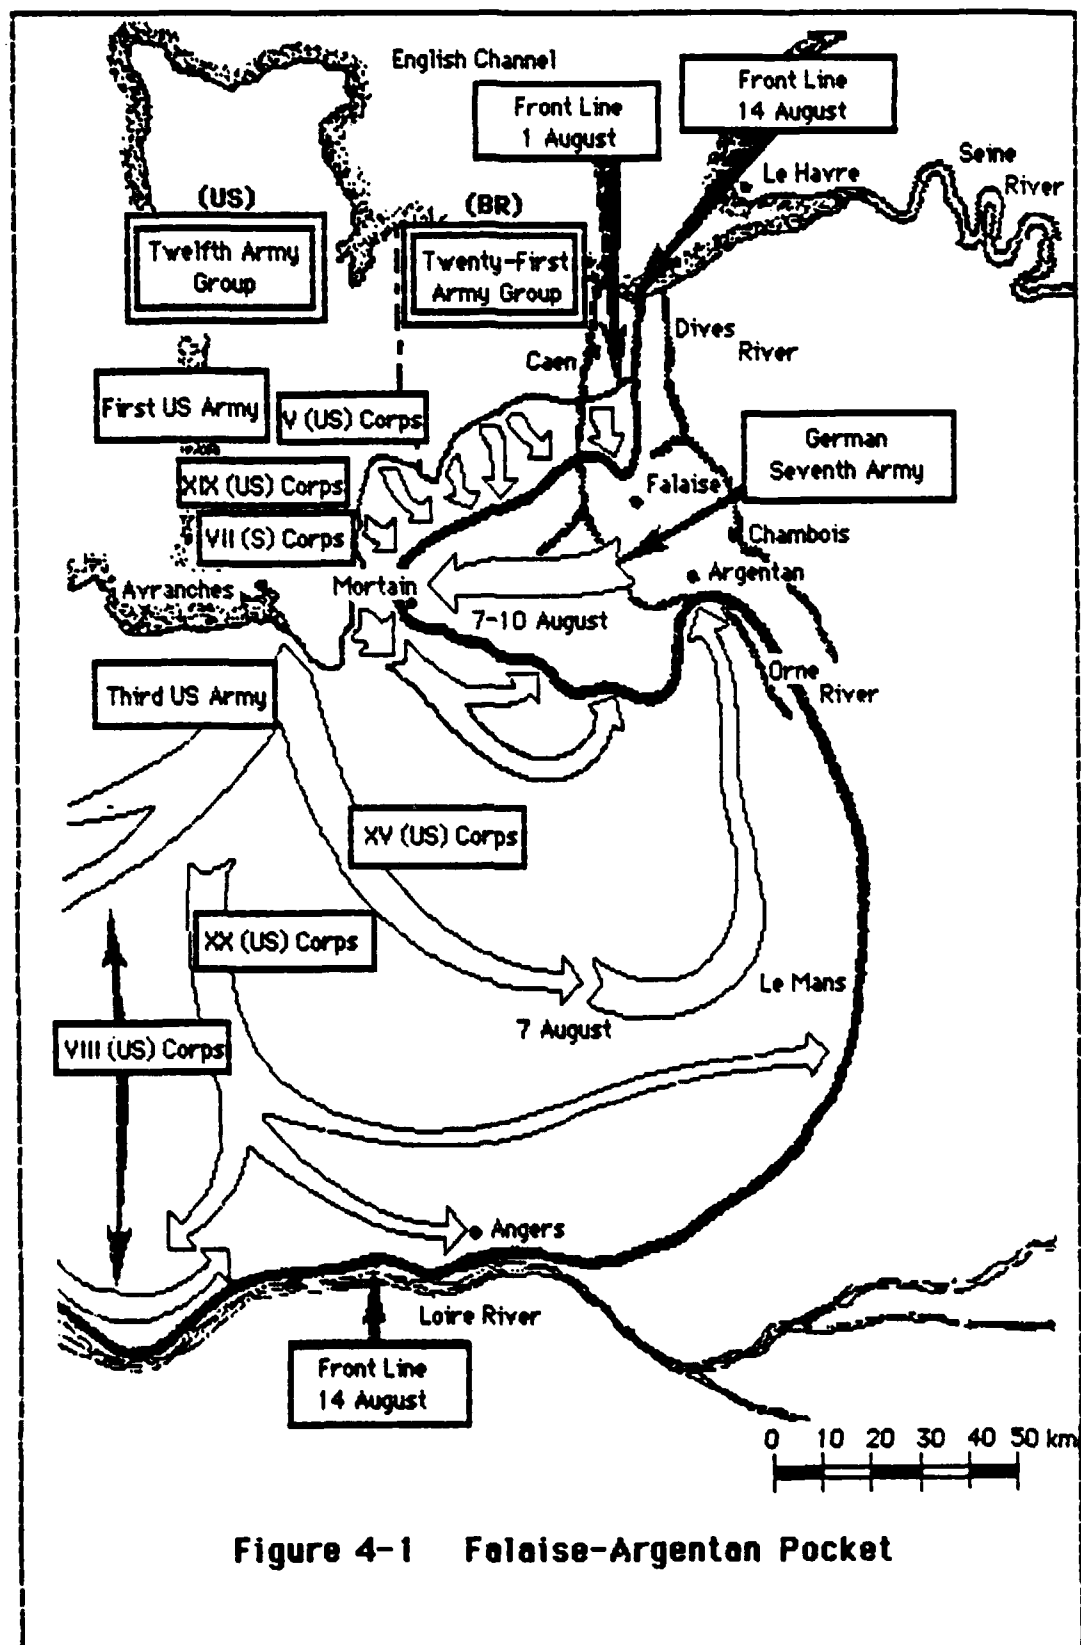 English Channel
Front Line
1 August
Front Line
14 August
Le Havre
Seine
River
(US)
Twelfth Army
Group
(BR)
Twenty-First
Army Group
Dives
River
Caen
First US Army
V (US) Corps
German
Seventh Army
XIX (US) Corps
Falaise
VII (S) Corps
Chambois
Avranches
Mortain
Argentan
7-10 August
Third US Army
Orne
River
XV (US) Corps
XX (US) Corps
Le Mans
7 August
VIII (US) Corps
Angers
Loire River
Front Line
14 August
0 10 20 30 40 50 km
Figure 4-1 Falaise-Argentan Pocket